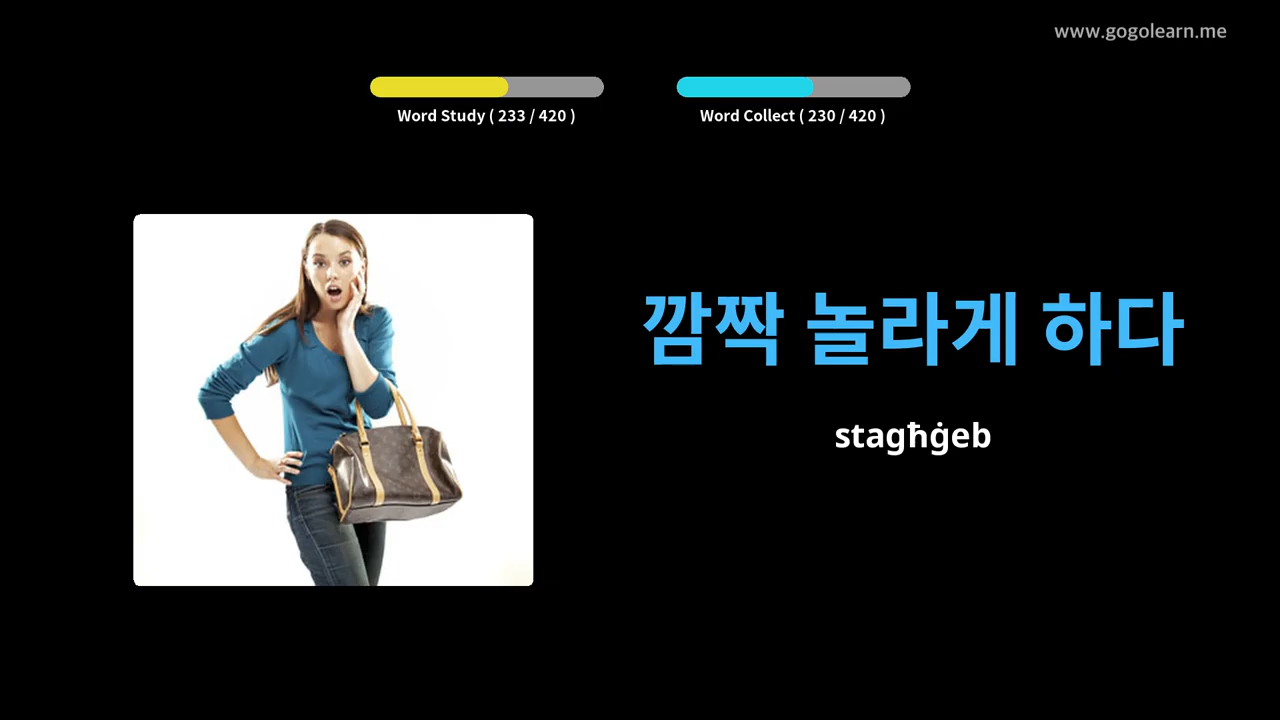 www.gogolearn.me
Word Study ( 233 / 420 )
Word Collect ( 230 / 420 )
깜짝 놀라게 하다
stagħġeb